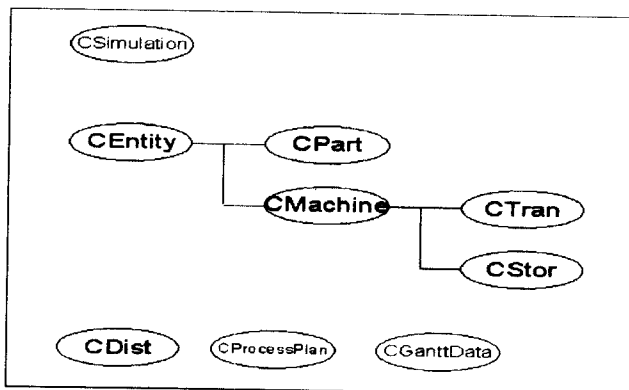 CSimulation
CEntity
CPart
CMachine
CTran
CStor
CDist
CProcessPlan
CGanttData